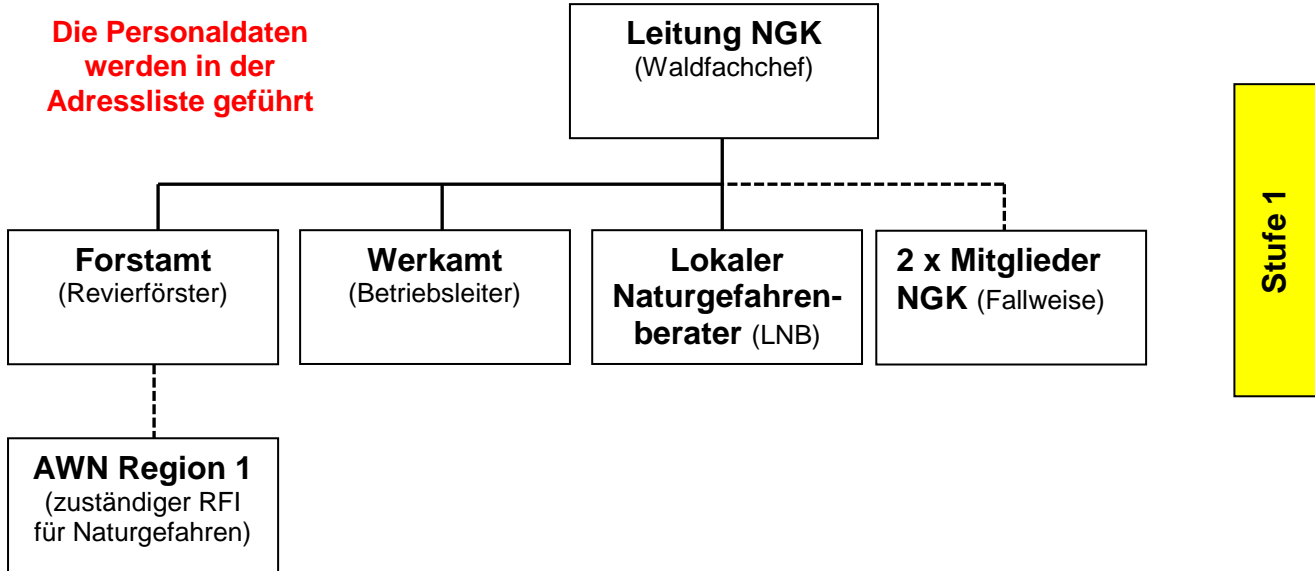 Die Personaldaten
werden in der
Adressliste geführt
Leitung NGK
(Waldfachchef)
Stufe 1
Forstamt
(Revierförster)
Werkamt
(Betriebsleiter)
Lokaler
Naturgefahren-
berater (LNB)
2 x Mitglieder
NGK (Fallweise)
AWN Region 1
(zuständiger RFI
für Naturgefahren)